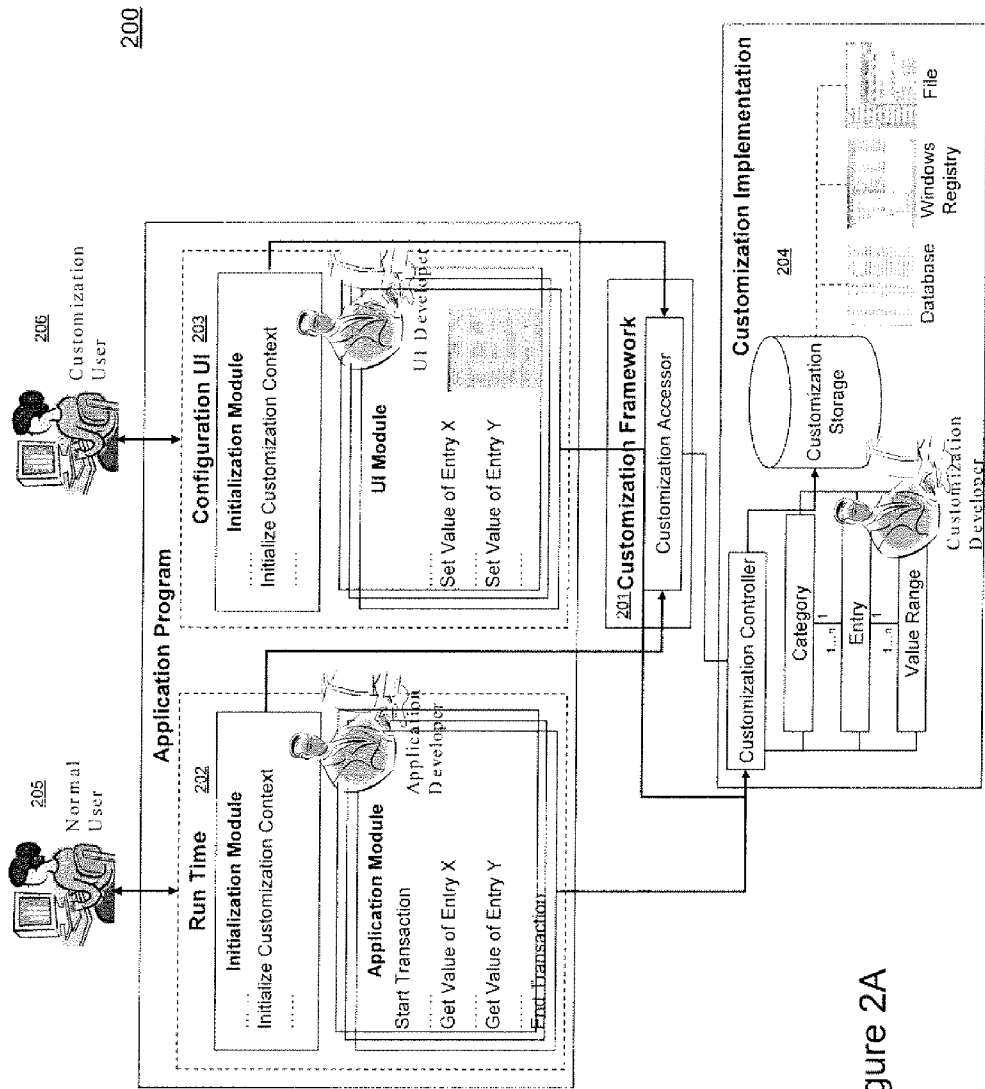 200
205
Normal
User
206
Customization
User
Application Program
Run Time 202
Initialization Module
......
Initialize Customization Context
......
Application Module
Start Transaction
......
Get Value of Entry X
......
Get Value of Entry Y
......
End Transaction
Application
Developer
Configuration UI 203
Initialization Module
......
Initialize Customization Context
......
UI Module
......
Set Value of Entry X
......
Set Value of Entry Y
......
UI Developer
201 Customization Framework
Customization Accessor
Customization Implementation
204
Customization Controller
Category
1
1...n
Entry
1
1...n
Value Range
Customization
Storage
Customization
Developer
Database
Windows
Registry
File
gure 2A